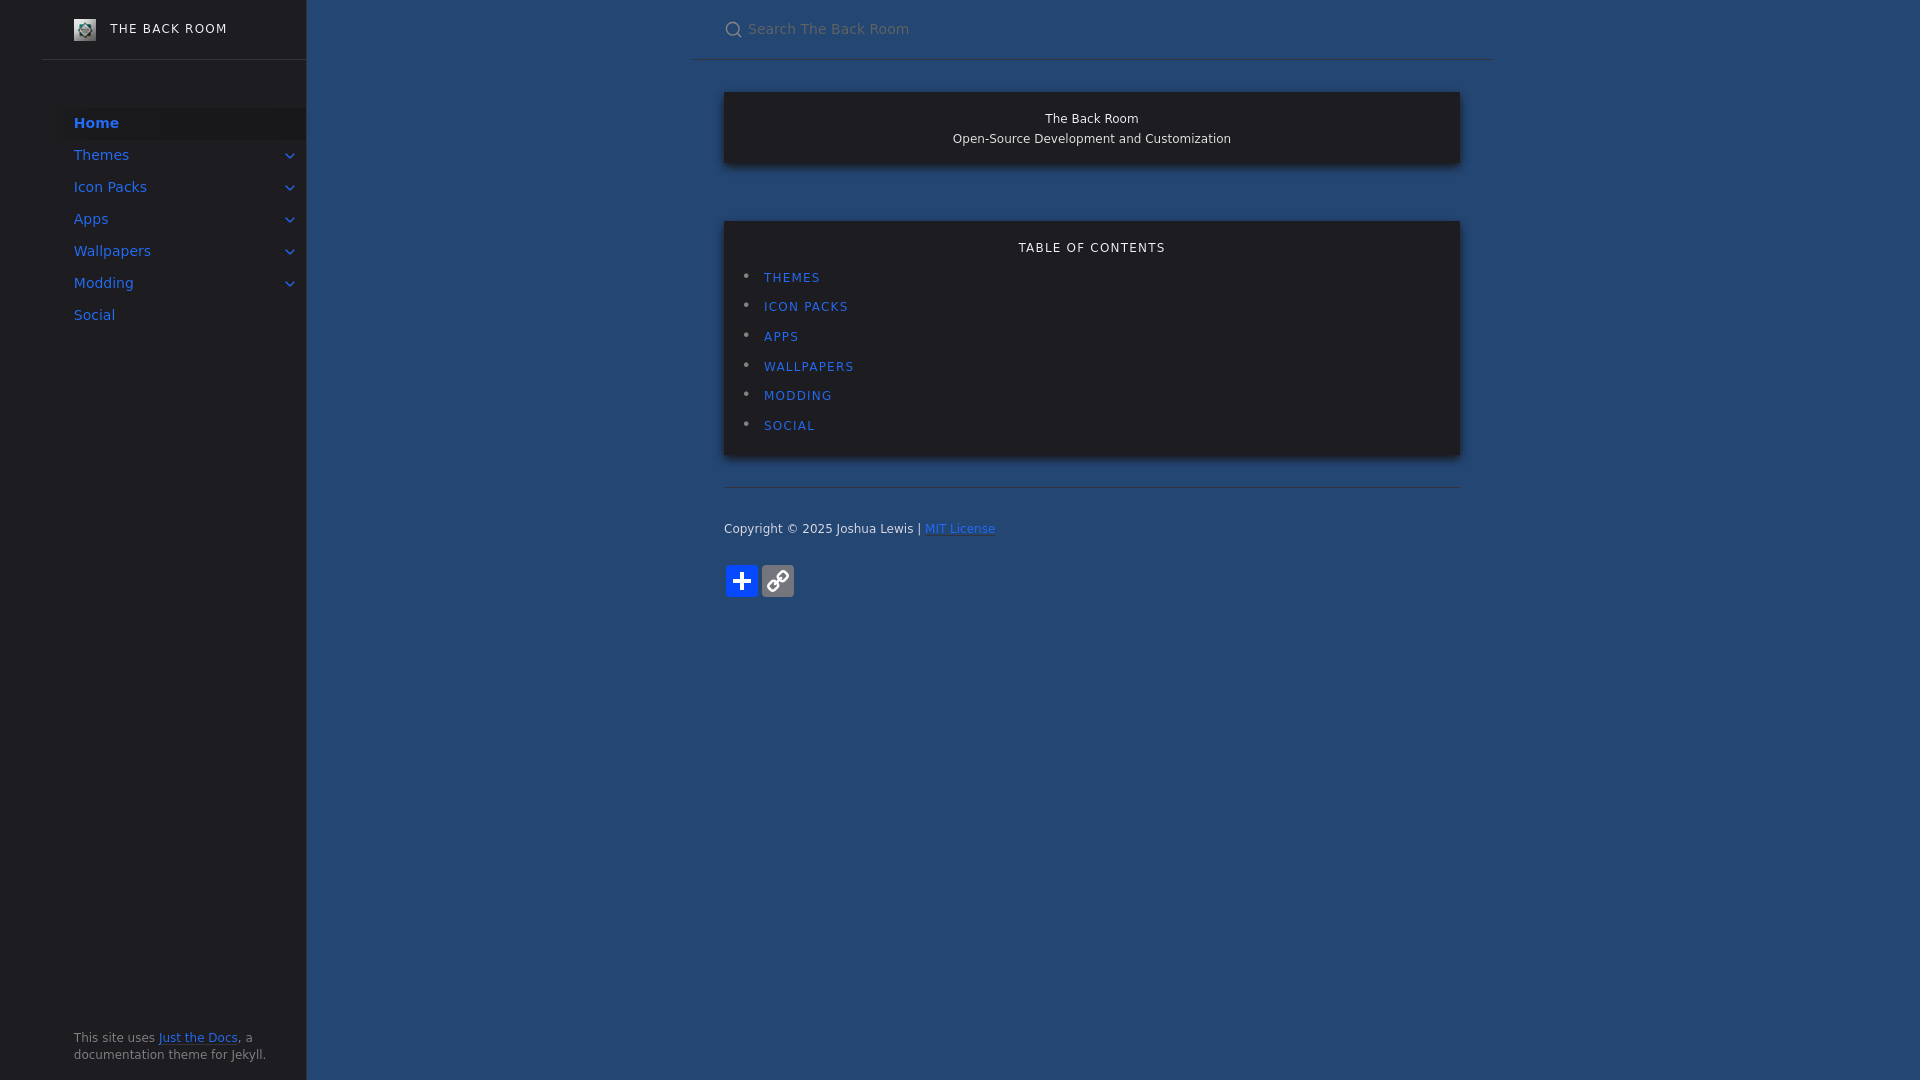 THE BACK ROOM
Search The Back Room
Home
Themes
Icon Packs
Apps
Wallpapers
Modding
Social
The Back Room
Open-Source Development and Customization
TABLE OF CONTENTS
• THEMES
• ICON PACKS
• APPS
• WALLPAPERS
• MODDING
• SOCIAL
Copyright © 2025 Joshua Lewis | MIT License
This site uses Just the Docs, a
documentation theme for Jekyll.